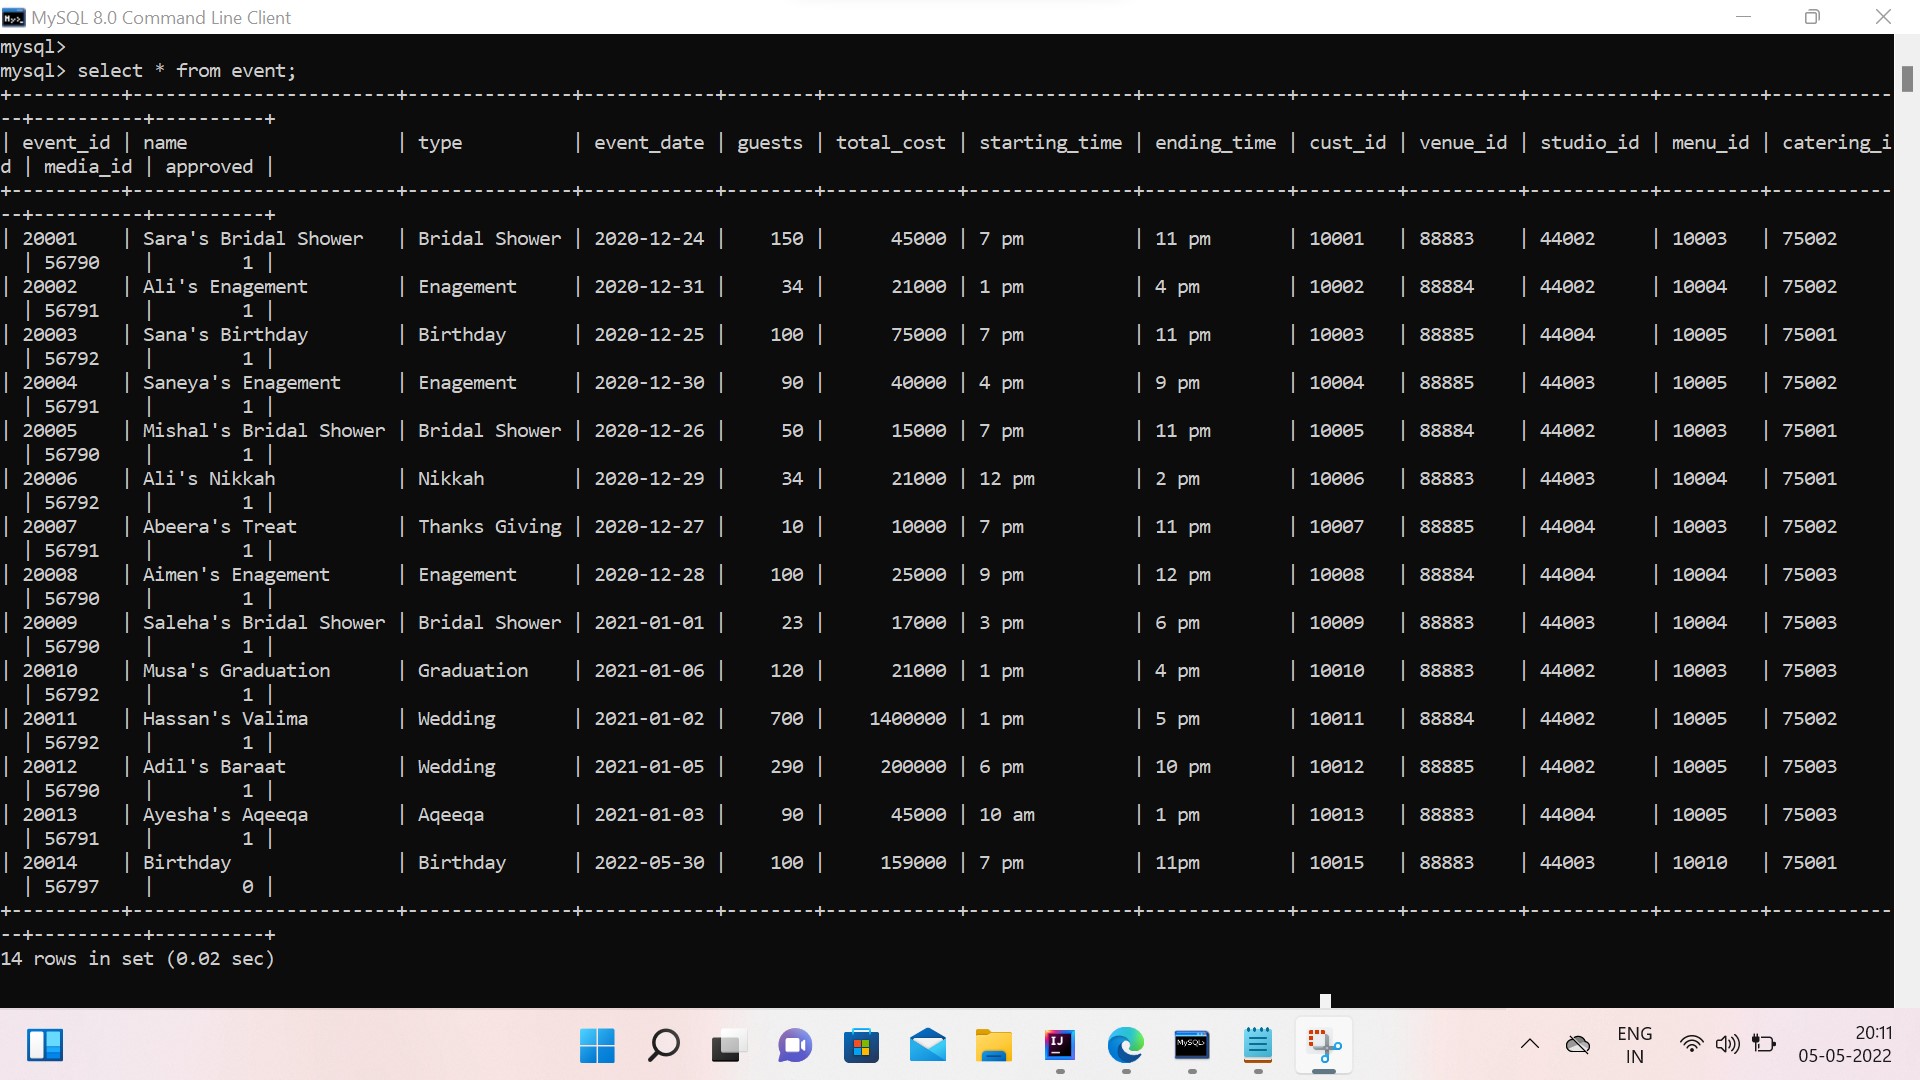 MySQL 8.0 Command Line Client
mysql>
mysql> select * from event;
+----------+------------------------+---------------+------------+--------+------------+---------------+-------------+---------+----------+-----------+---------+-----------
--+----------+----------+
| event_id | name                   | type          | event_date | guests | total_cost | starting_time | ending_time | cust_id | venue_id | studio_id | menu_id | catering_i
d | media_id | approved |
+----------+------------------------+---------------+------------+--------+------------+---------------+-------------+---------+----------+-----------+---------+-----------
--+----------+----------+
| 20001    | Sara's Bridal Shower   | Bridal Shower | 2020-12-24 |    150 |      45000 | 7 pm          | 11 pm       | 10001   | 88883    | 44002     | 10003   | 75002
  | 56790    |        1 |
| 20002    | Ali's Enagement        | Enagement     | 2020-12-31 |     34 |      21000 | 1 pm          | 4 pm        | 10002   | 88884    | 44002     | 10004   | 75002
  | 56791    |        1 |
| 20003    | Sana's Birthday        | Birthday      | 2020-12-25 |    100 |      75000 | 7 pm          | 11 pm       | 10003   | 88885    | 44004     | 10005   | 75001
  | 56792    |        1 |
| 20004    | Saneya's Enagement     | Enagement     | 2020-12-30 |     90 |      40000 | 4 pm          | 9 pm        | 10004   | 88885    | 44003     | 10005   | 75002
  | 56791    |        1 |
| 20005    | Mishal's Bridal Shower | Bridal Shower | 2020-12-26 |     50 |      15000 | 7 pm          | 11 pm       | 10005   | 88884    | 44002     | 10003   | 75001
  | 56790    |        1 |
| 20006    | Ali's Nikkah           | Nikkah        | 2020-12-29 |     34 |      21000 | 12 pm         | 2 pm        | 10006   | 88883    | 44003     | 10004   | 75001
  | 56792    |        1 |
| 20007    | Abeera's Treat         | Thanks Giving | 2020-12-27 |     10 |      10000 | 7 pm          | 11 pm       | 10007   | 88885    | 44004     | 10003   | 75002
  | 56791    |        1 |
| 20008    | Aimen's Enagement      | Enagement     | 2020-12-28 |    100 |      25000 | 9 pm          | 12 pm       | 10008   | 88884    | 44004     | 10004   | 75003
  | 56790    |        1 |
| 20009    | Saleha's Bridal Shower | Bridal Shower | 2021-01-01 |     23 |      17000 | 3 pm          | 6 pm        | 10009   | 88883    | 44003     | 10004   | 75003
  | 56790    |        1 |
| 20010    | Musa's Graduation      | Graduation    | 2021-01-06 |    120 |      21000 | 1 pm          | 4 pm        | 10010   | 88883    | 44002     | 10003   | 75003
  | 56792    |        1 |
| 20011    | Hassan's Valima        | Wedding       | 2021-01-02 |    700 |    1400000 | 1 pm          | 5 pm        | 10011   | 88884    | 44002     | 10005   | 75002
  | 56792    |        1 |
| 20012    | Adil's Baraat          | Wedding       | 2021-01-05 |    290 |     200000 | 6 pm          | 10 pm       | 10012   | 88885    | 44002     | 10005   | 75003
  | 56790    |        1 |
| 20013    | Ayesha's Aqeeqa        | Aqeeqa        | 2021-01-03 |     90 |      45000 | 10 am         | 1 pm        | 10013   | 88883    | 44004     | 10005   | 75003
  | 56791    |        1 |
| 20014    | Birthday               | Birthday      | 2022-05-30 |    100 |     159000 | 7 pm          | 11pm        | 10015   | 88883    | 44003     | 10010   | 75001
  | 56797    |        0 |
+----------+------------------------+---------------+------------+--------+------------+---------------+-------------+---------+----------+-----------+---------+-----------
--+----------+----------+
14 rows in set (0.02 sec)
IJ
MySQL>
ENG
IN
20:11
05-05-2022